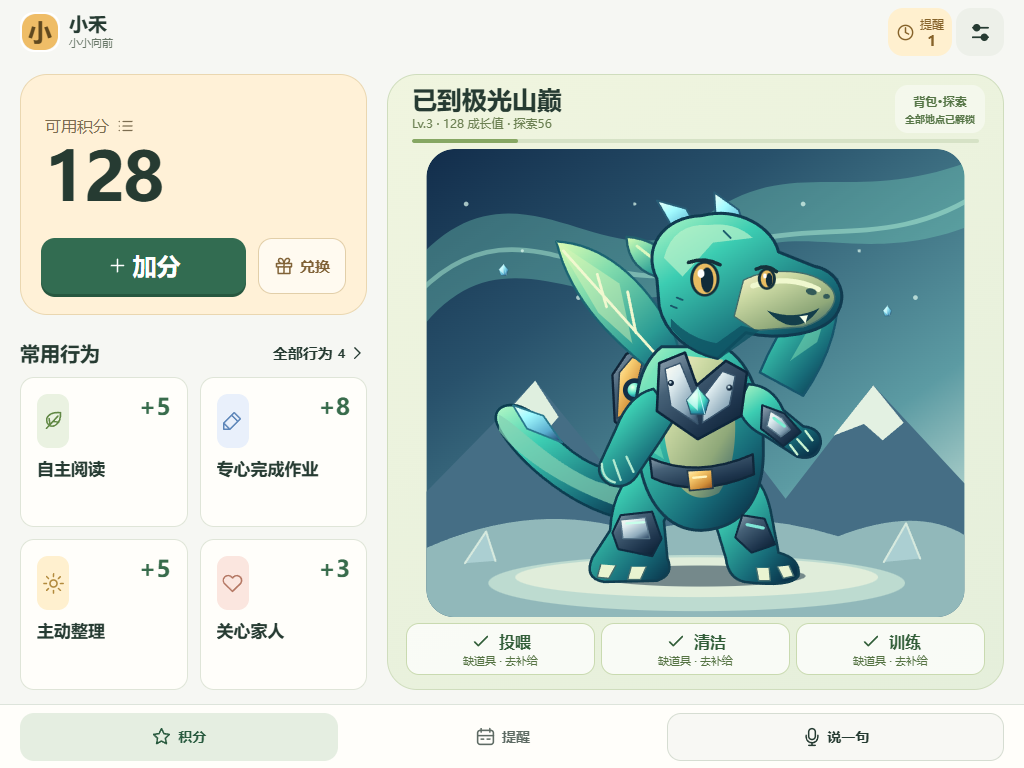 小
小禾
小小向前
提醒
1
可用积分
128
+ 加分
兑换
已到极光山巅
Lv.3 · 128 成长值 · 探索56
背包•探索
全部地点已解锁
常用行为
全部行为 4
+5
自主阅读
+8
专心完成作业
+5
主动整理
+3
关心家人
投喂
缺道具 · 去补给
清洁
缺道具 · 去补给
训练
缺道具 · 去补给
积分
提醒
说一句